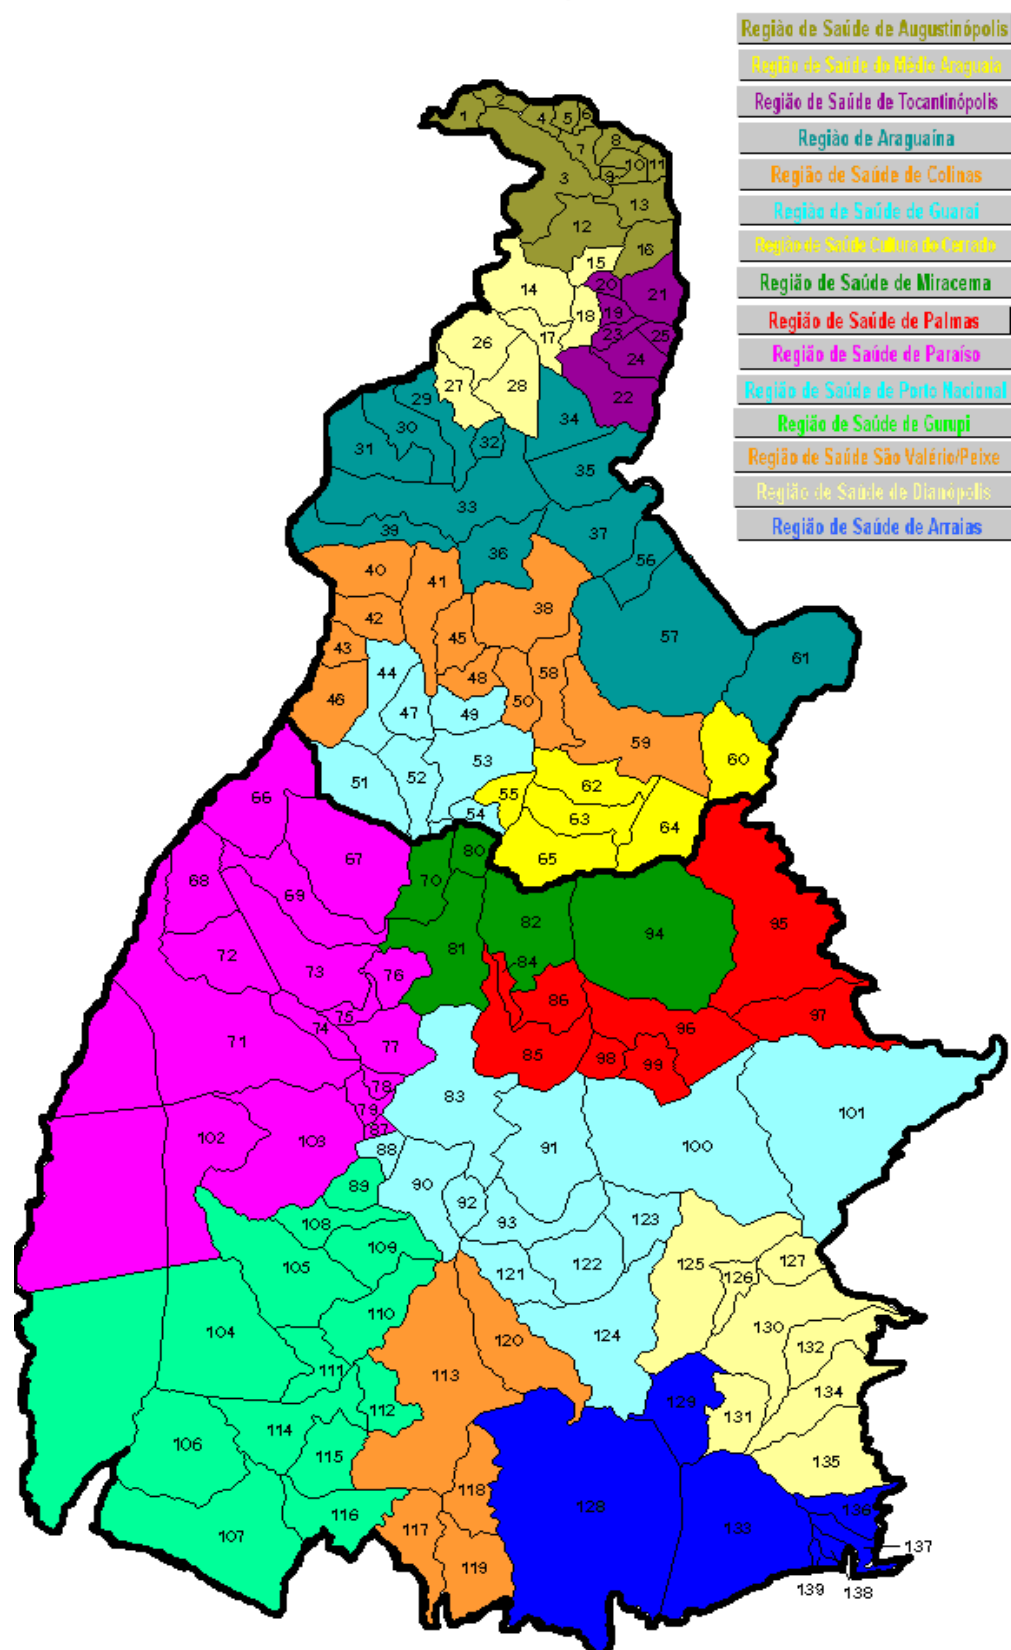 Região de Saúde de Augustinópolis
Região de Saúde do Médio Araguaia
Região de Saúde de Tocantinópolis
Região de Araguaína
Região de Saúde de Colinas
Região de Saúde de Guarai
Região de Saúde Cultura do Cerrado
Região de Saúde de Miracema
Região de Saúde de Palmas
Região de Saúde de Paraíso
Região de Saúde de Porto Nacional
Região de Saúde de Gurupi
Região de Saúde São Valério/Peixe
Região de Saúde de Dianópolis
Região de Saúde de Arraias
1 2 4 5 6
7 8
3 9 10 11
12 13
15 16
14 20 21
18 19
17 23 25
26 24
27 28 22
29 34
30 32
31 35
33
39 36 37
56
40 41
42 38
43 45 57
44 48 58 61
46 47 49 50
59
51 52 53 60
55 62
54 63 64
66
67 65
80
68 70
69
82 95
72 81 94
73 76 84
86
75 97
71 74 96
77 85 98 99
78
79 83 101
87
102 103 88 91 100
89 90
92
93 123
108
109 121 122 125 126 127
105
110 130
104 120 124 132
111 113
112 129 134
131
114
106 115 135
118
116 128 136
107 117 133
137
119
139 138